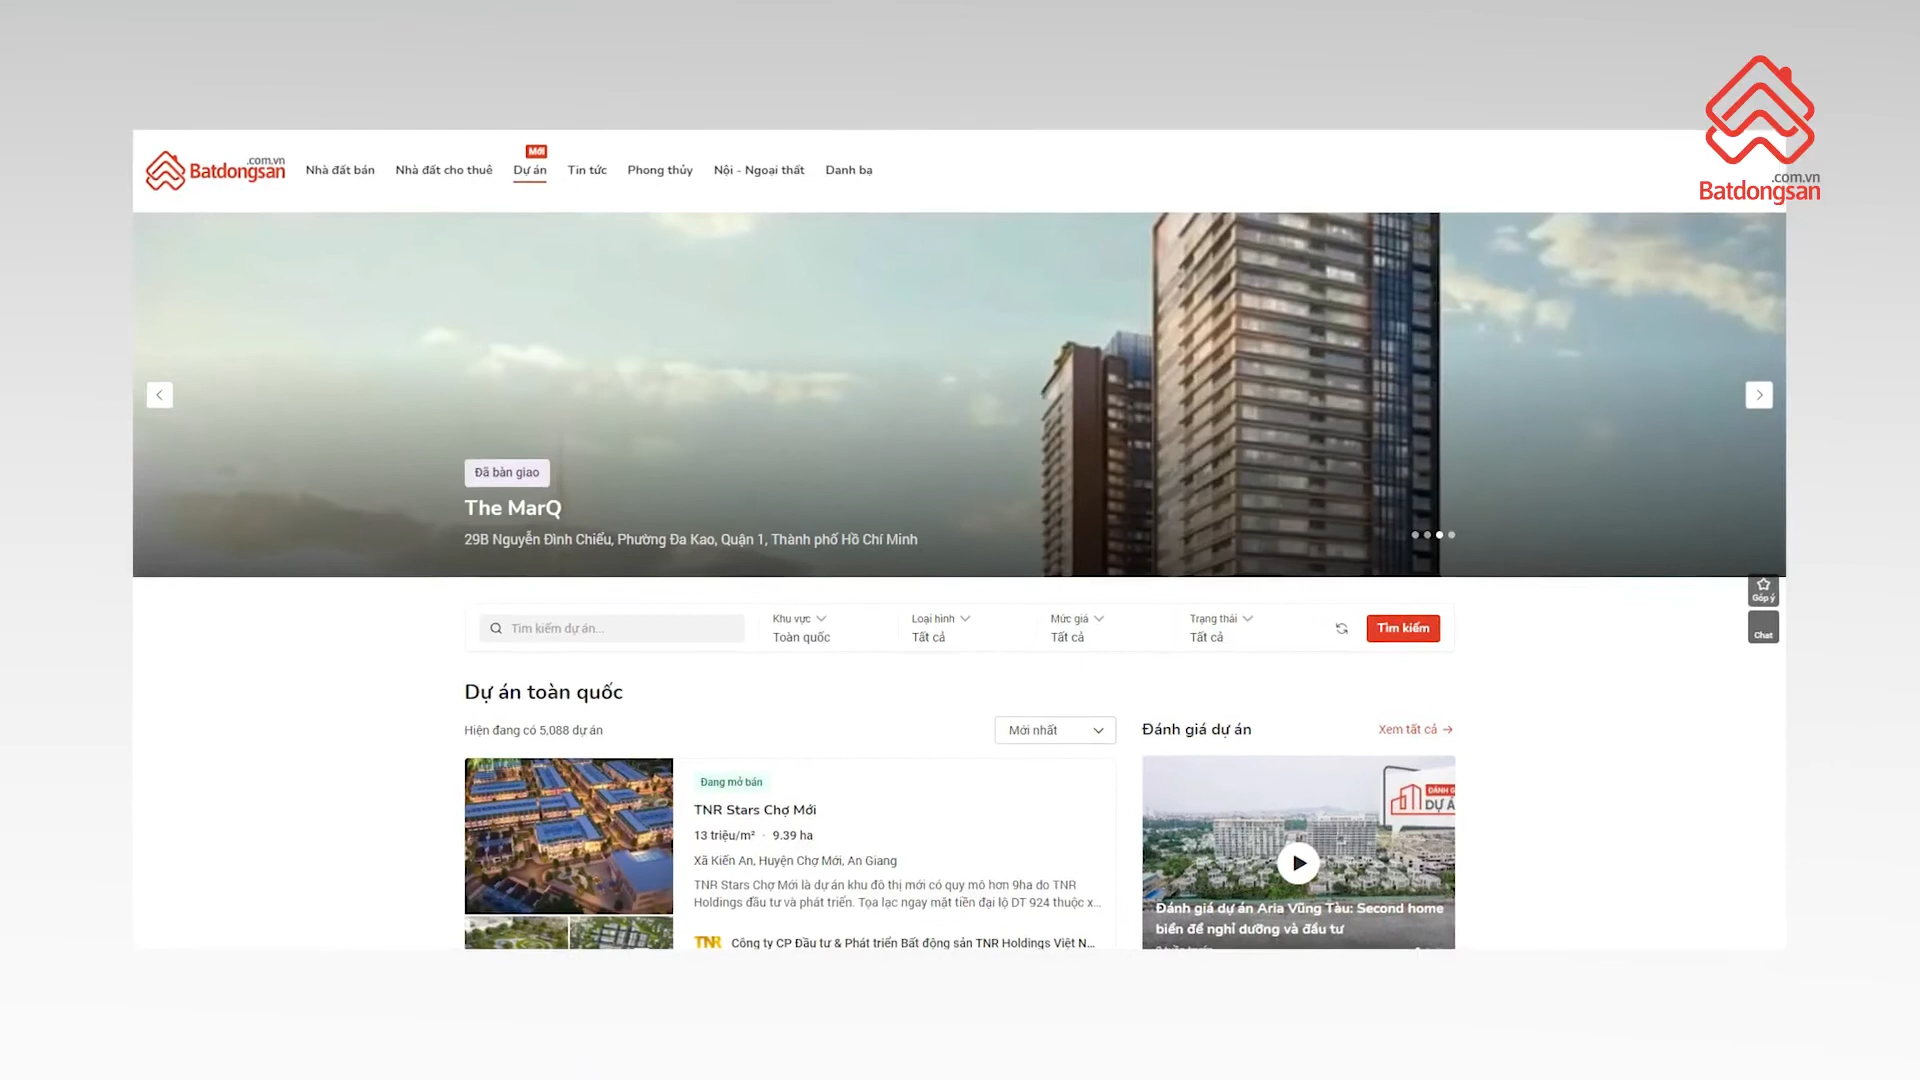 .com.vn
Batdongsan
Mới
.com.vn
Batdongsan
Nhà đất bán
Nhà đất cho thuê
Dự án
Tin tức
Phong thủy
Nội - Ngoại thất
Danh bạ
Đã bàn giao
The MarQ
29B Nguyễn Đình Chiểu, Phường Đa Kao, Quận 1, Thành phố Hồ Chí Minh
Góp ý
Chat
Tìm kiếm dự án...
Khu vực
Toàn quốc
Loại hình
Tất cả
Mức giá
Tất cả
Trạng thái
Tất cả
Tìm kiếm
Dự án toàn quốc
Hiện đang có 5,088 dự án
Mới nhất
Đang mở bán
TNR Stars Chợ Mới
13 triệu/m² · 9.39 ha
Xã Kiến An, Huyện Chợ Mới, An Giang
TNR Stars Chợ Mới là dự án khu đô thị mới có quy mô hơn 9ha do TNR
Holdings đầu tư và phát triển. Tọa lạc ngay mặt tiền đại lộ DT 924 thuộc x...
TNR Công ty CP Đầu tư & Phát triển Bất động sản TNR Holdings Việt N...
Đánh giá dự án
Xem tất cả →
Đánh giá dự án Aria Vũng Tàu: Second home
biển để nghỉ dưỡng và đầu tư